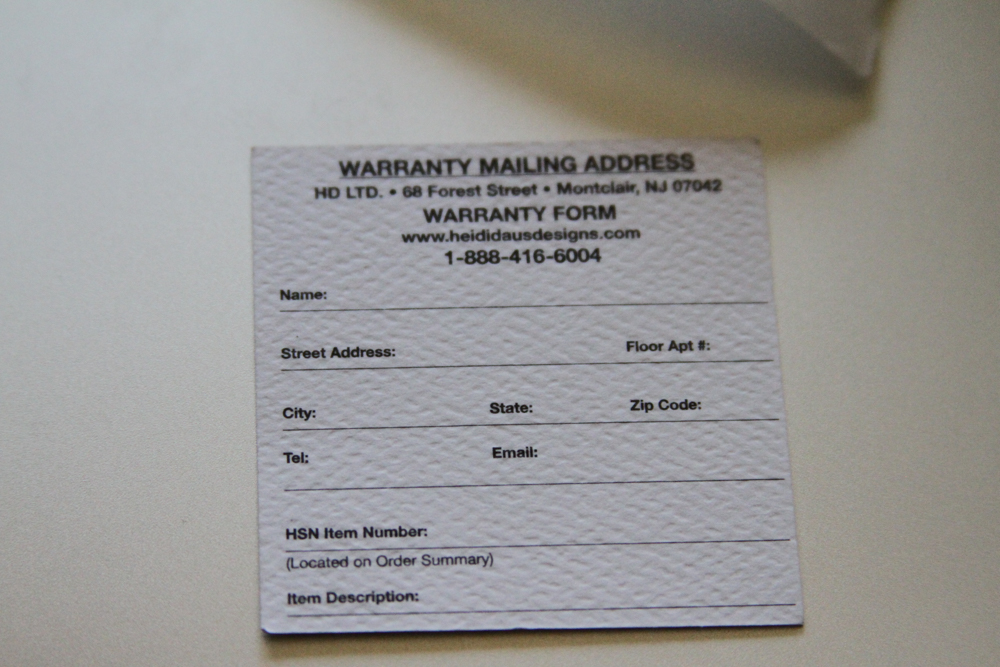 WARRANTY MAILING ADDRESS
HD LTD. • 68 Forest Street • Montclair, NJ 07042
WARRANTY FORM
www.heididausdesigns.com
1-888-416-6004
Name:
Street Address: Floor Apt #:
City: State: Zip Code:
Tel: Email:
HSN Item Number:
(Located on Order Summary)
Item Description: